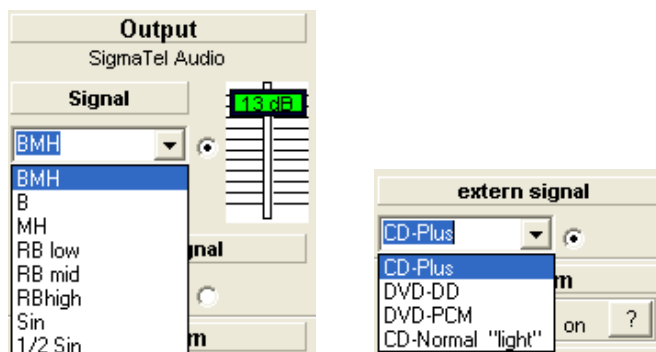 Output
SigmaTel Audio
Signal
13 dB
BMH
BMH
B
MH
RB low
RB mid
RBhigh
Sin
1/2 Sin
extern signal
CD-Plus
CD-Plus
DVD-DD
DVD-PCM
CD-Normal "light"
on ?